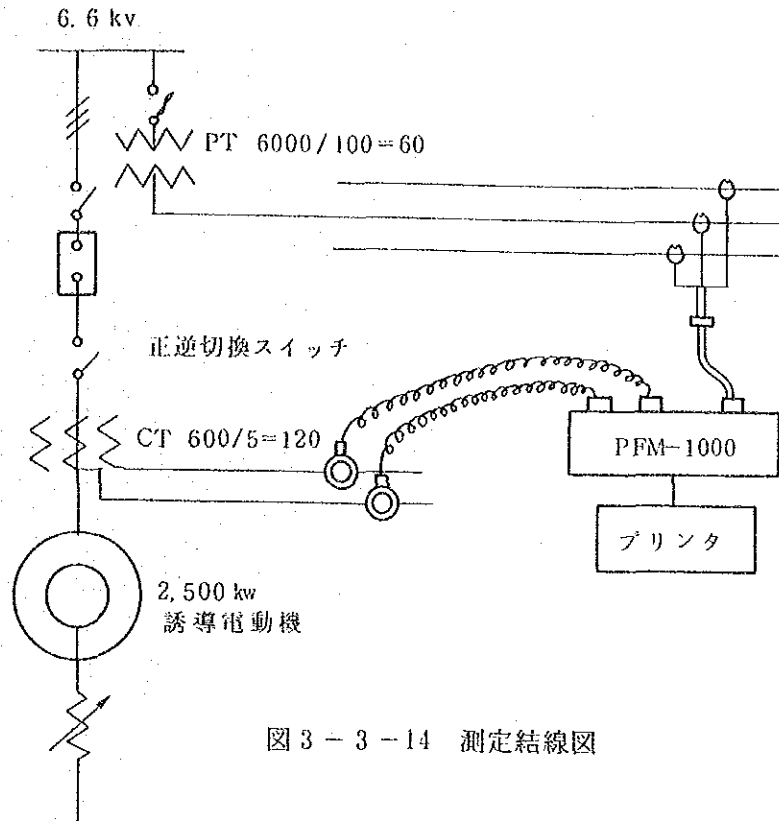 6.6 kv
PT 6000/100=60
正逆切換スイッチ
CT 600/5=120
PFM-1000
プリンタ
2,500 kw
誘導電動機
図3-3-14 測定結線図